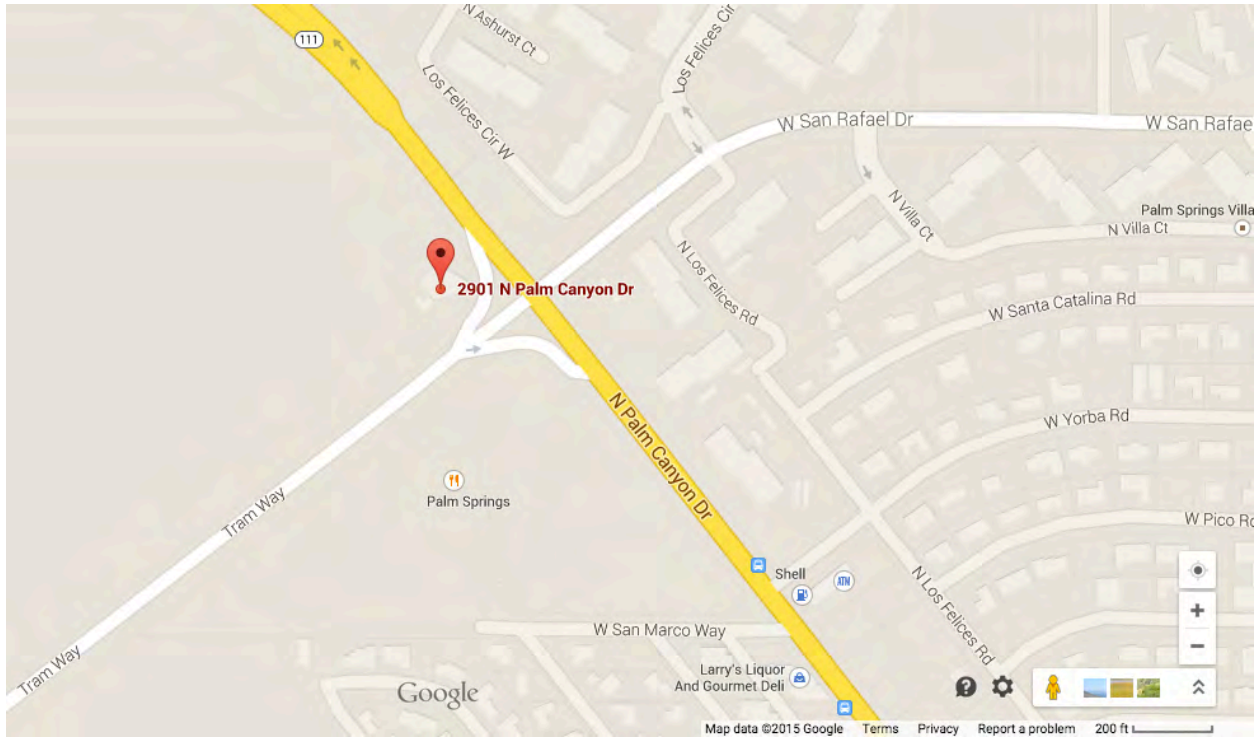 N Ashurst Ct
Los Felices Cir
111
Los Felices Cir W
W San Rafael Dr
W San Rafae
N Villa Ct
Palm Springs Villa
N Villa Ct
N Los Felices Rd
2901 N Palm Canyon Dr
W Santa Catalina Rd
W Yorba Rd
N Palm Canyon Dr
Tram Way
Palm Springs
W Pico Rd
Shell
ATM
N Los Felices Rd
W San Marco Way
Tram Way
Larry's Liquor
And Gourmet Deli
Google
Map data ©2015 Google Terms Privacy Report a problem 200 ft